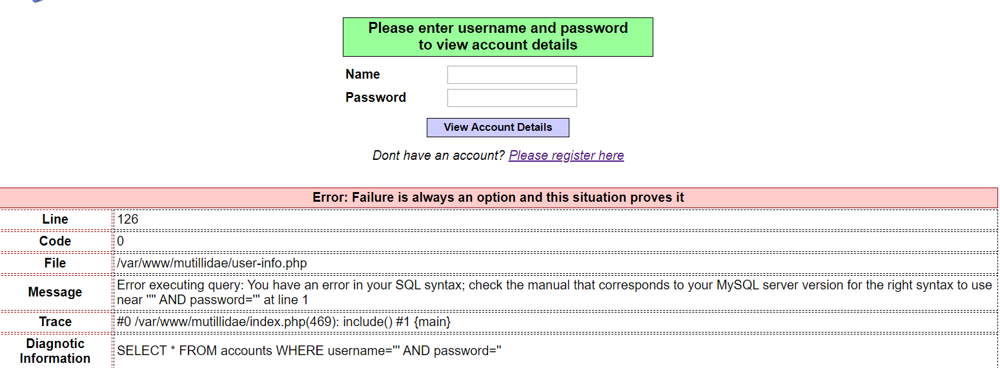 Please enter username and password
to view account details
Name
Password
View Account Details
Dont have an account? Please register here
Error: Failure is always an option and this situation proves it
Line 126
Code 0
File /var/www/mutillidae/user-info.php
Message Error executing query: You have an error in your SQL syntax; check the manual that corresponds to your MySQL server version for the right syntax to use
near '''' AND password=''' at line 1
Trace #0 /var/www/mutillidae/index.php(469): include() #1 {main}
Diagnotic
Information SELECT * FROM accounts WHERE username=''' AND password=''